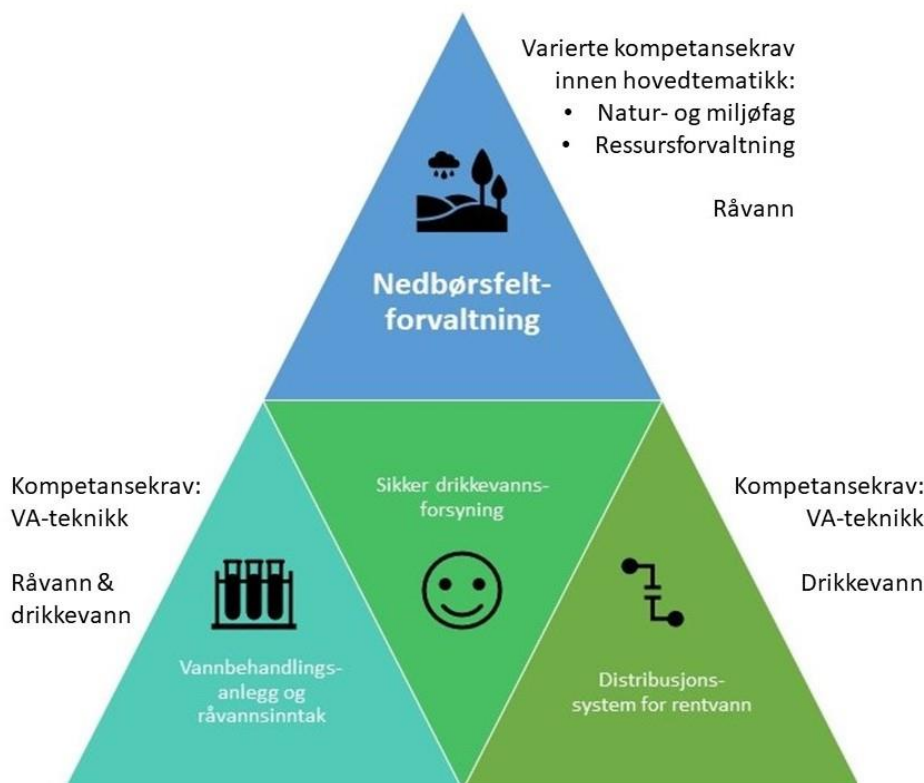 Varierte kompetansekrav
innen hovedtematikk:
• Natur- og miljøfag
• Ressursforvaltning
Råvann
Nedbørsfelt-
forvaltning
Kompetansekrav:
VA-teknikk
Råvann &
drikkevann
Sikker drikkevanns-
forsyning
Kompetansekrav:
VA-teknikk
Drikkevann
Vannbehandlings-
anlegg og
råvannsinntak
Distribusjons-
system for rentvann